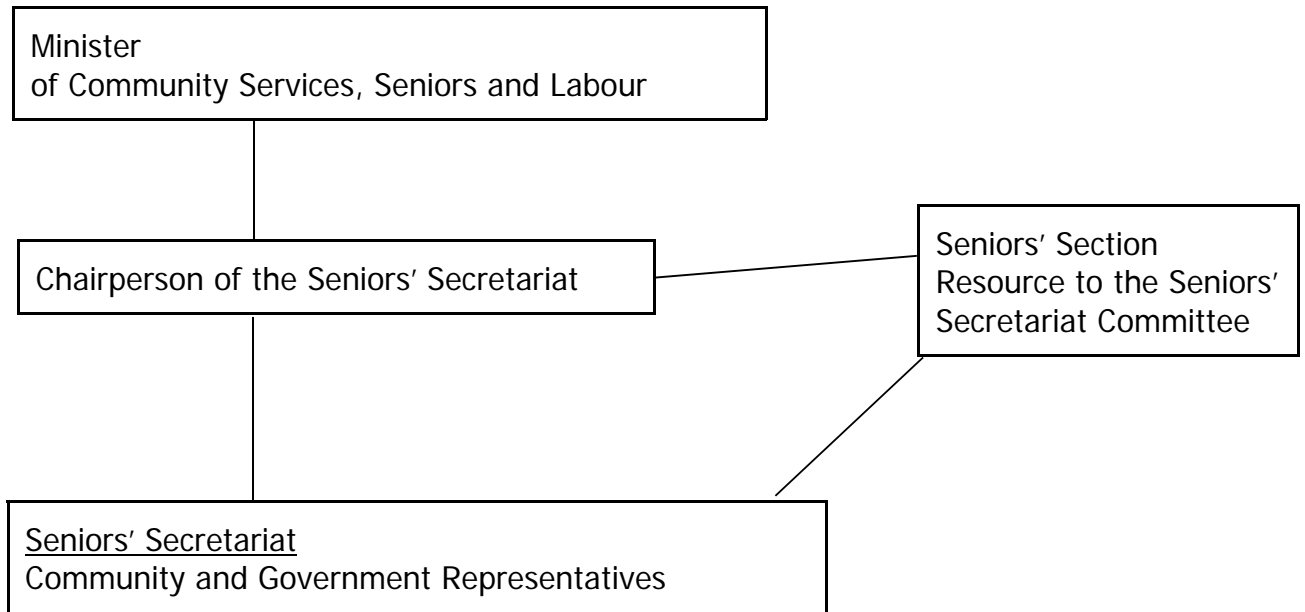 Minister
of Community Services, Seniors and Labour
Chairperson of the Seniors’ Secretariat
Seniors’ Section
Resource to the Seniors’
Secretariat Committee
Seniors’ Secretariat
Community and Government Representatives